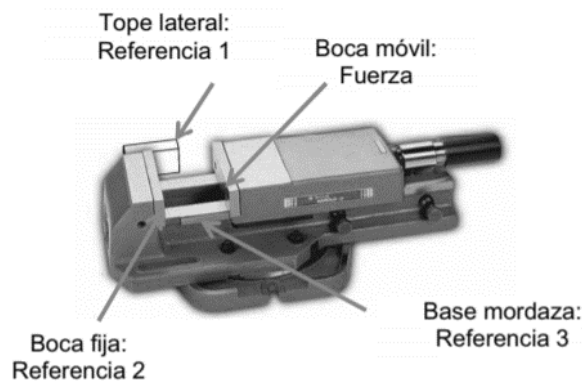 Tope lateral:
Referencia 1
Boca móvil:
Fuerza
Base mordaza:
Referencia 3
Boca fija:
Referencia 2